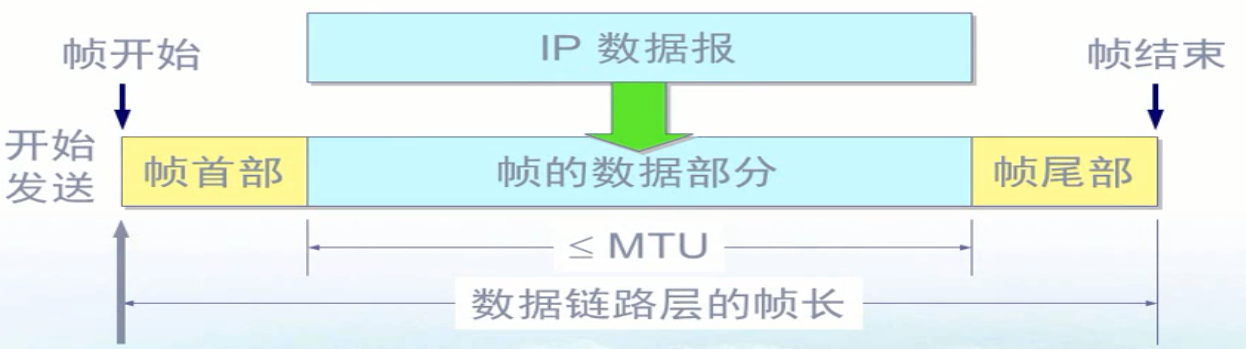 IP 数据报
帧开始
帧结束
开始
发送
帧首部
帧的数据部分
帧尾部
≤ MTU
数据链路层的帧长